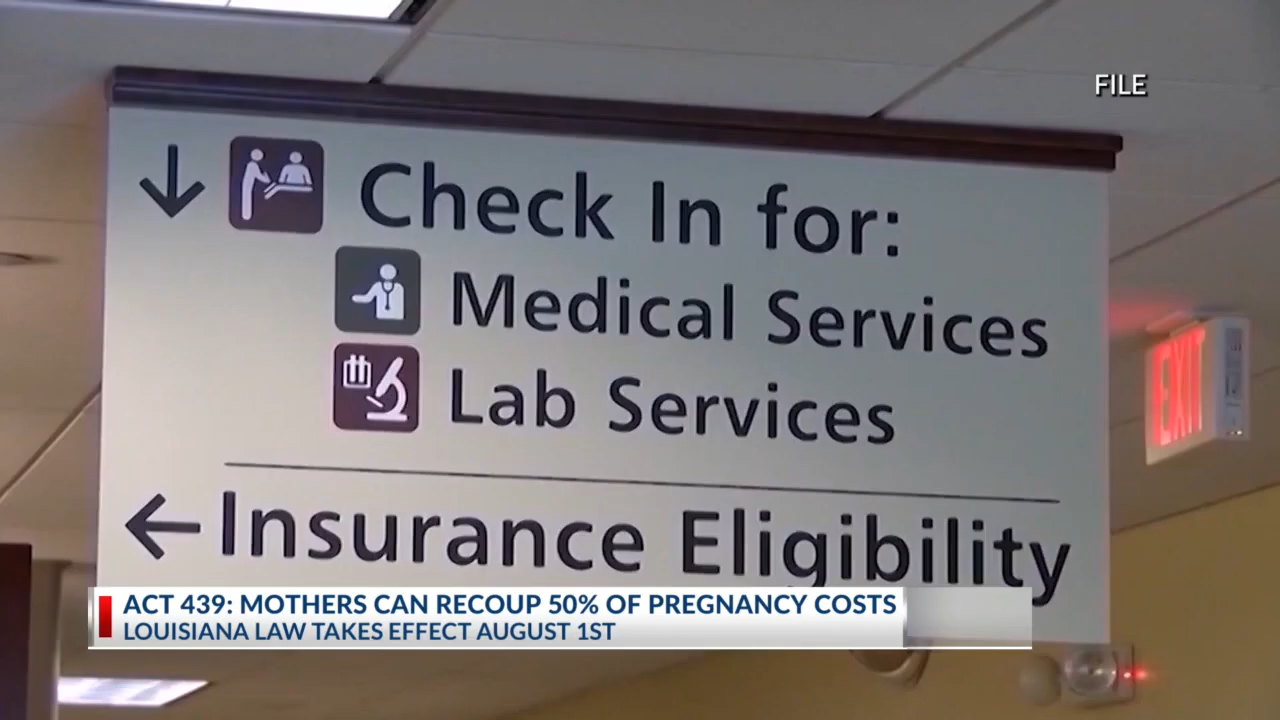 FILE
Check In for:
Medical Services
Lab Services
Insurance Eligibility
EXIT
ACT 439: MOTHERS CAN RECOUP 50% OF PREGNANCY COSTS
LOUISIANA LAW TAKES EFFECT AUGUST 1ST